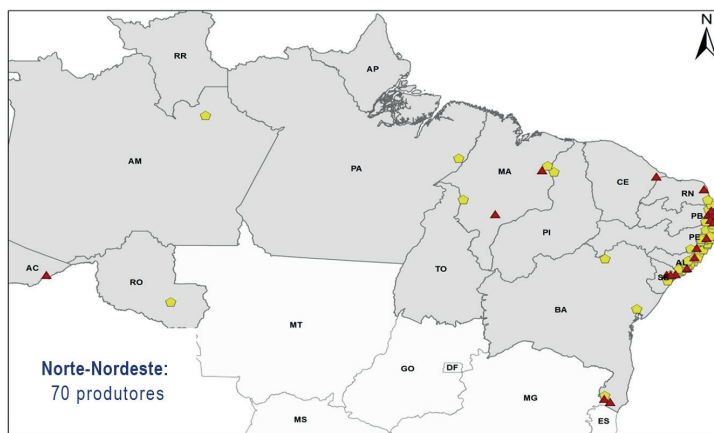 N
RR
AP
AM
PA
MA
CE
RN
PB
PE
PI
AL
SE
AC
RO
TO
BA
MT
GO
DF
MG
MS
ES
Norte-Nordeste:
70 produtores